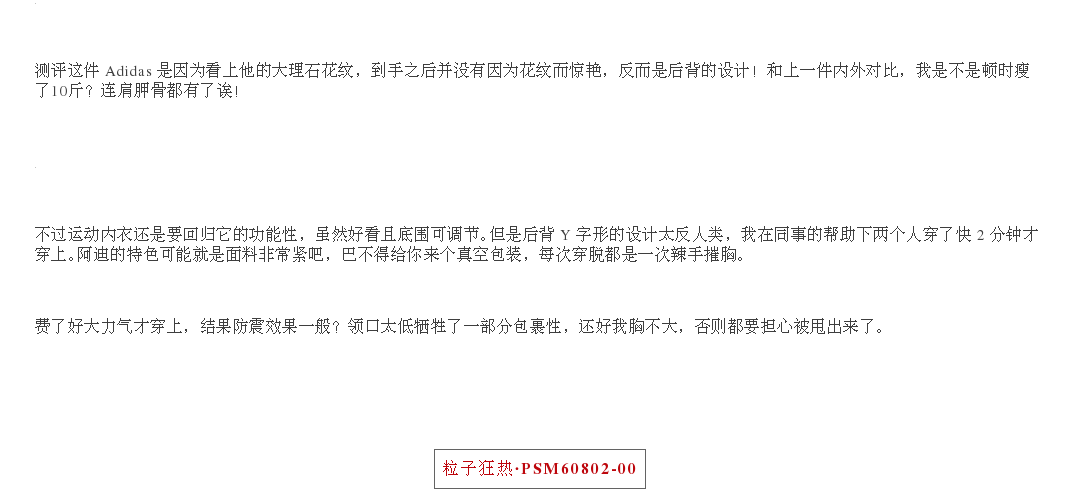 测评这件 Adidas 是因为看上他的大理石花纹，到手之后并没有因为花纹而惊艳，反而是后背的设计！和上一件内外对比，我是不是顿时瘦
了10斤？连肩胛骨都有了诶！
不过运动内衣还是要回归它的功能性，虽然好看且底围可调节。但是后背 Y 字形的设计太反人类，我在同事的帮助下两个人穿了快 2 分钟才
穿上。阿迪的特色可能就是面料非常紧吧，巴不得给你来个真空包装，每次穿脱都是一次辣手摧胸。
费了好大力气才穿上，结果防震效果一般？领口太低牺牲了一部分包裹性，还好我胸不大，否则都要担心被甩出来了。
粒子狂热·PSM60802-00